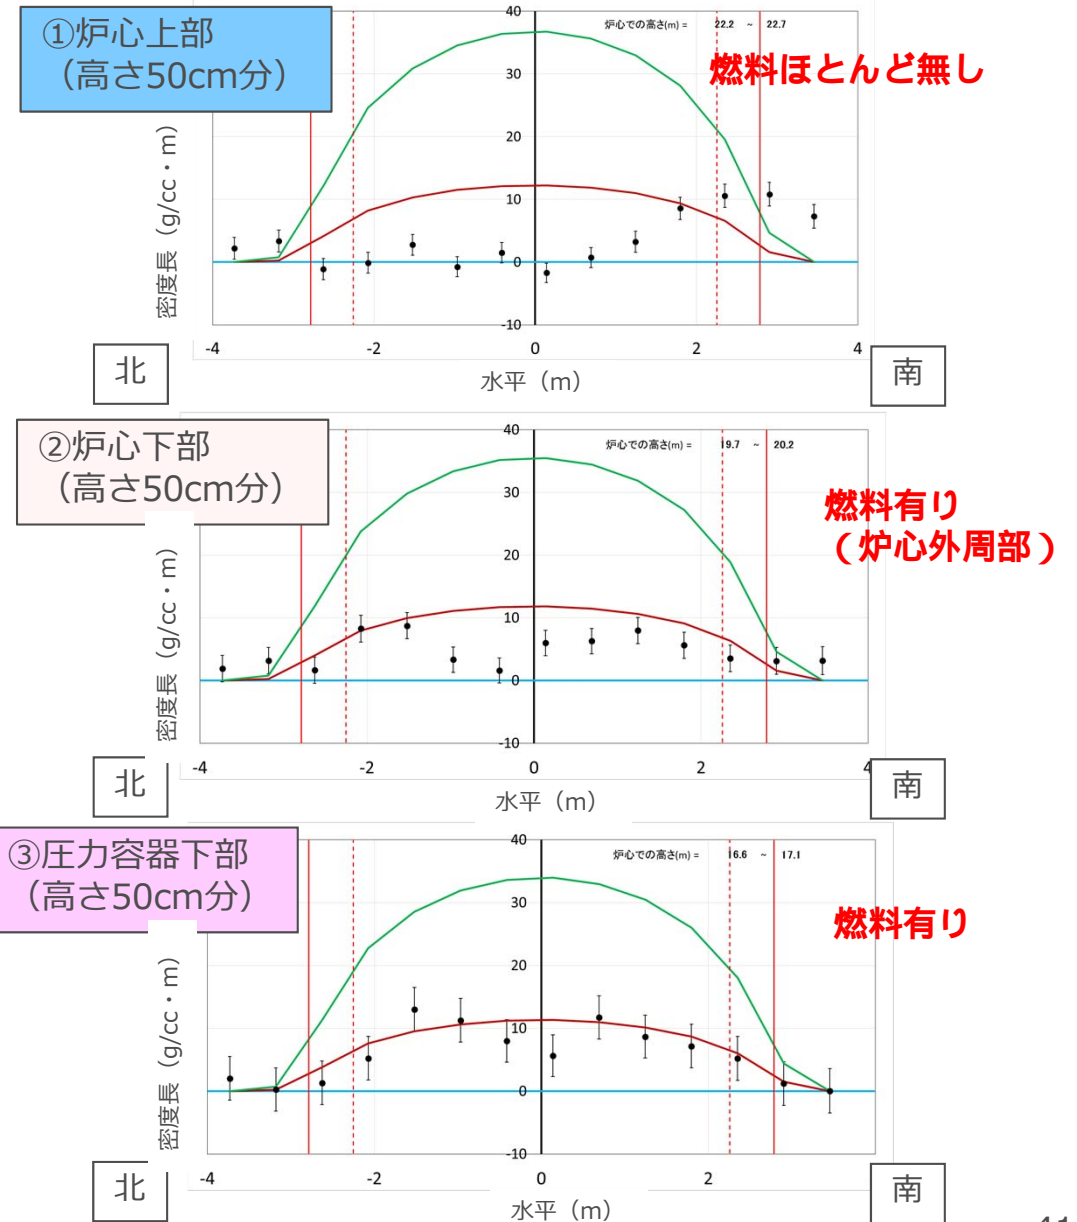 ①炉心上部
（高さ50cm分）
炉心での高さ(m) = 22.2 ～ 22.7
燃料ほとんど無し
密度長（g/cc・m）
40
30
20
10
0
-10
-4 -2 0 2 4
北
水平（m）
南
②炉心下部
（高さ50cm分）
炉心での高さ(m) = 19.7 ～ 20.2
燃料有り
（炉心外周部）
密度長（g/cc・m）
40
30
20
10
0
-10
-4 -2 0 2 4
北
水平（m）
南
③圧力容器下部
（高さ50cm分）
炉心での高さ(m) = 16.6 ～ 17.1
燃料有り
密度長（g/cc・m）
40
30
20
10
0
-10
-4 -2 0 2
北
水平（m）
南